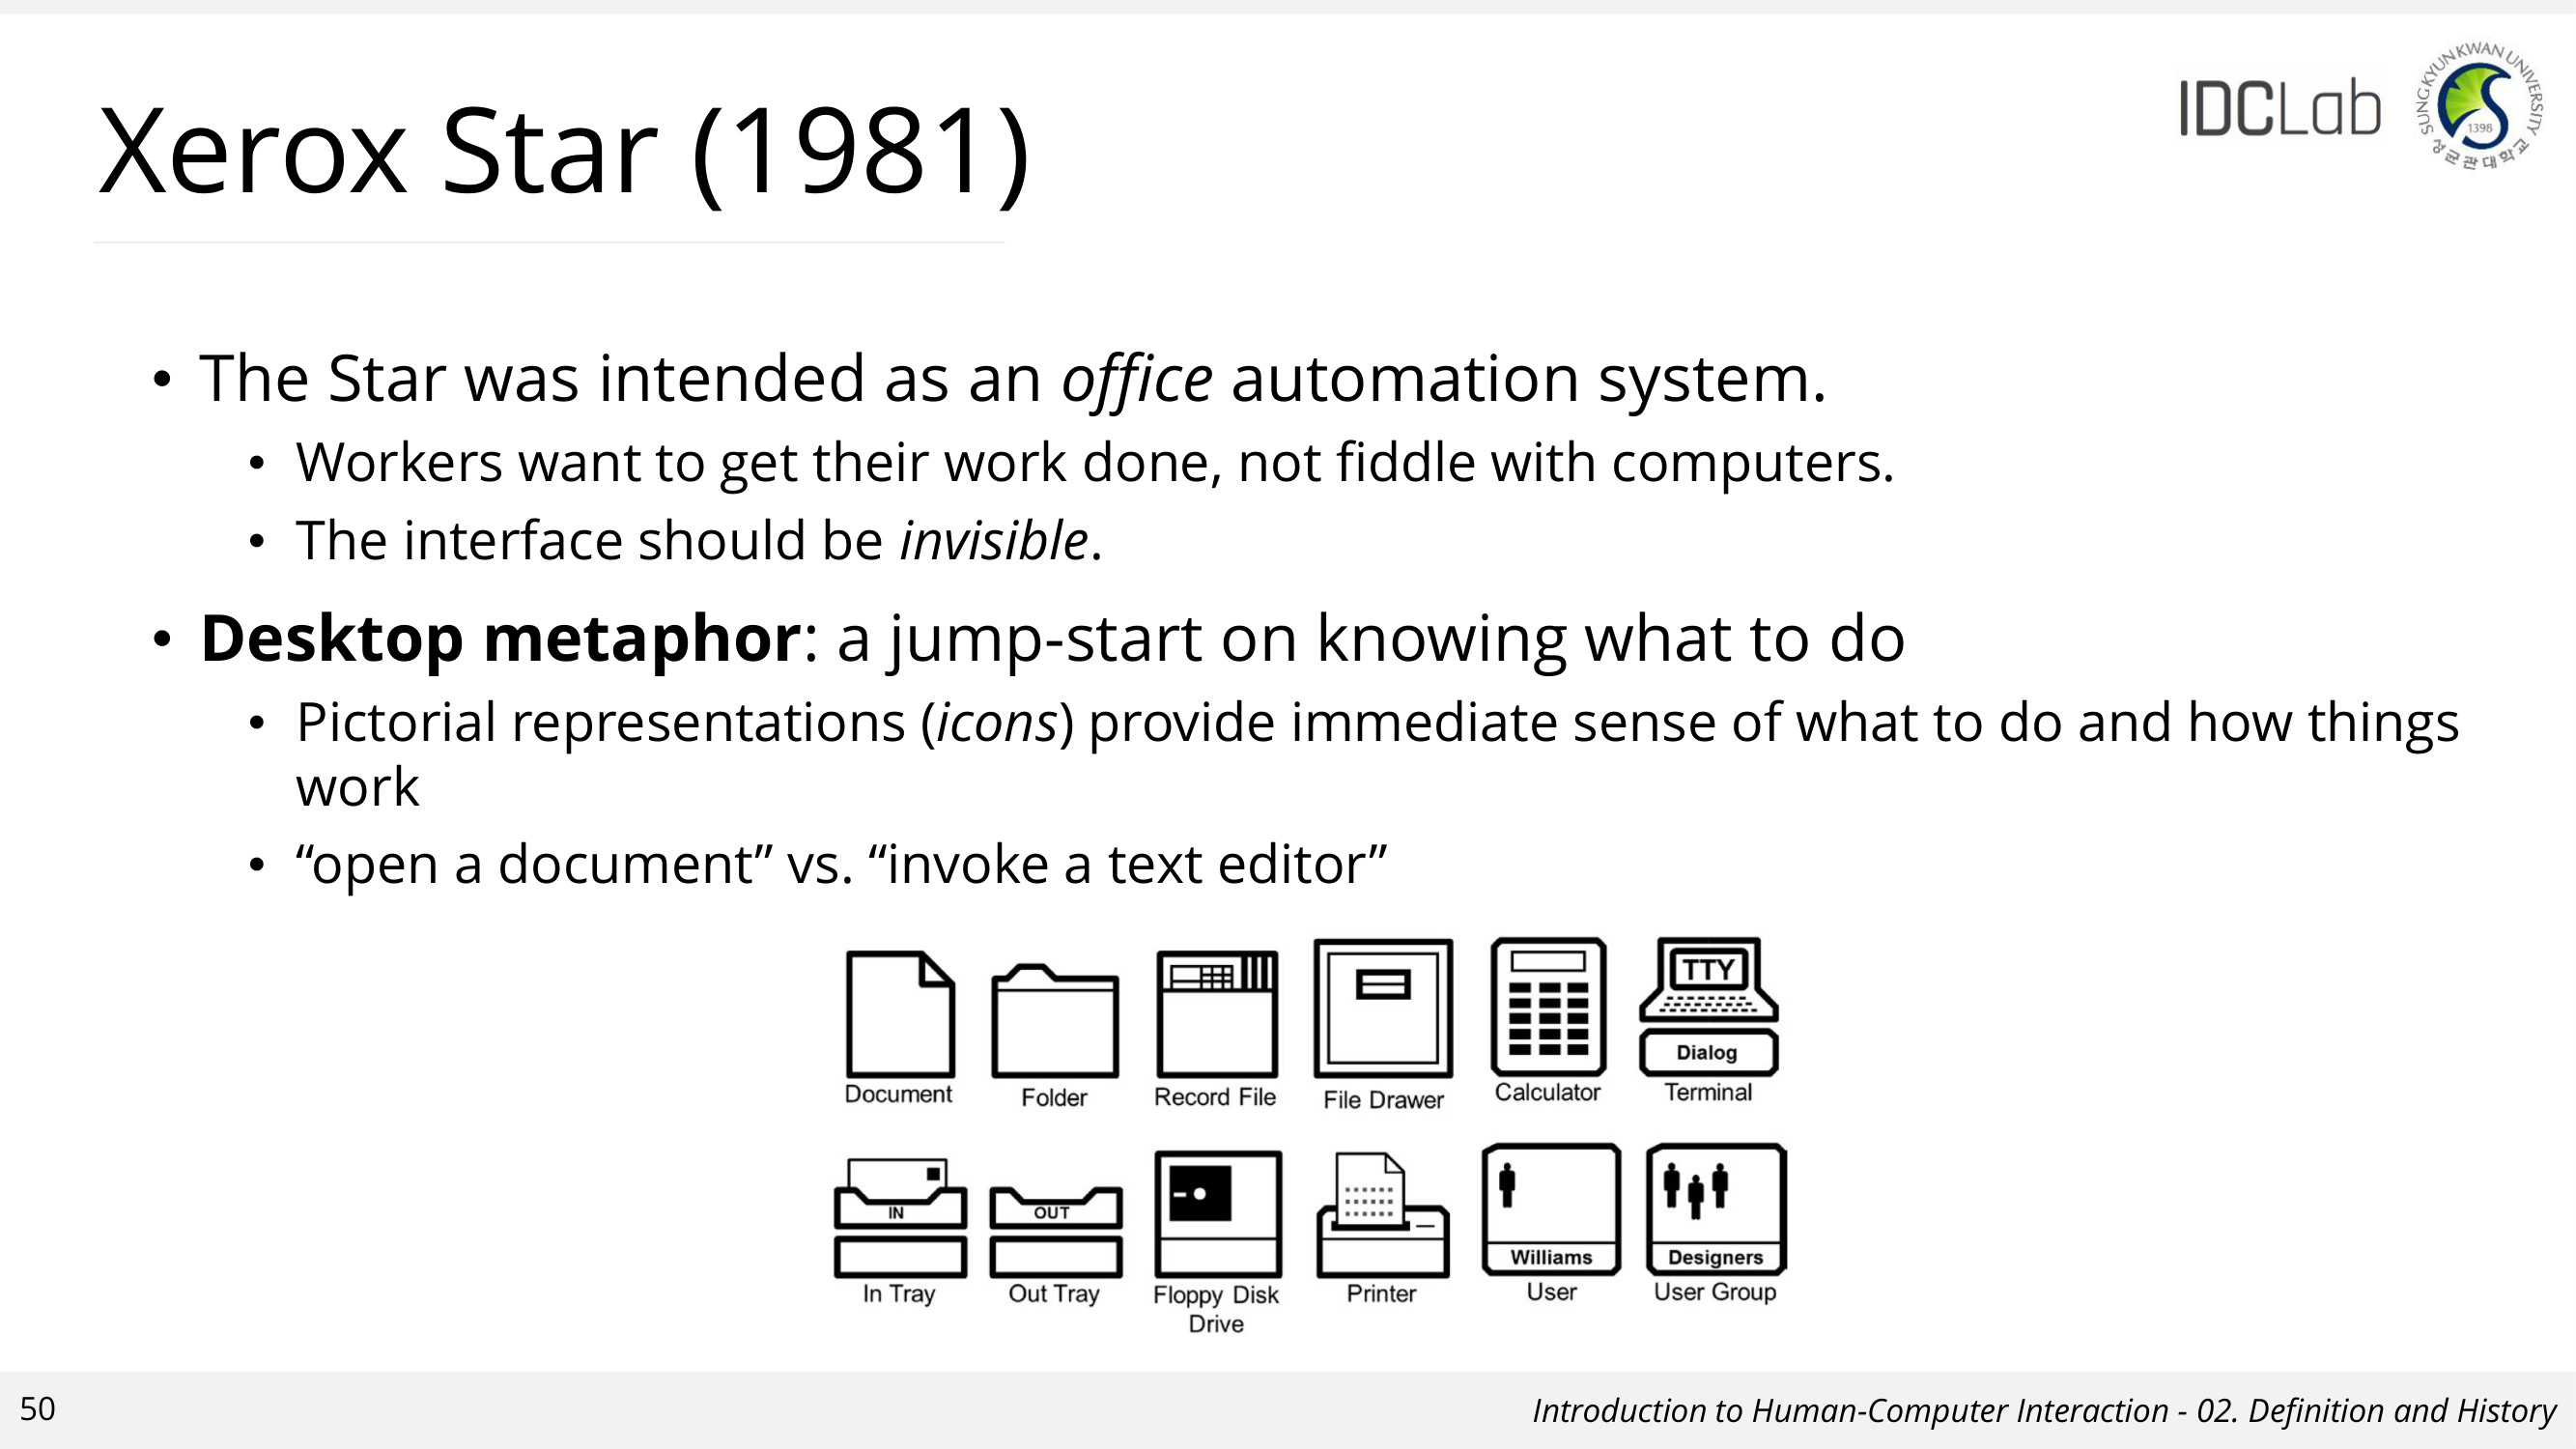 Xerox Star (1981)
IDCLab
SUNGKYUNKWAN UNIVERSITY
1398
성균관대학교
• The Star was intended as an office automation system.
• Workers want to get their work done, not fiddle with computers.
• The interface should be invisible.
• Desktop metaphor: a jump-start on knowing what to do
• Pictorial representations (icons) provide immediate sense of what to do and how things
work
• “open a document” vs. “invoke a text editor”
TTY
Dialog
Document Folder Record File File Drawer Calculator Terminal
IN OUT
Williams Designers
In Tray Out Tray Floppy Disk Printer User User Group
Drive
50
Introduction to Human-Computer Interaction - 02. Definition and History